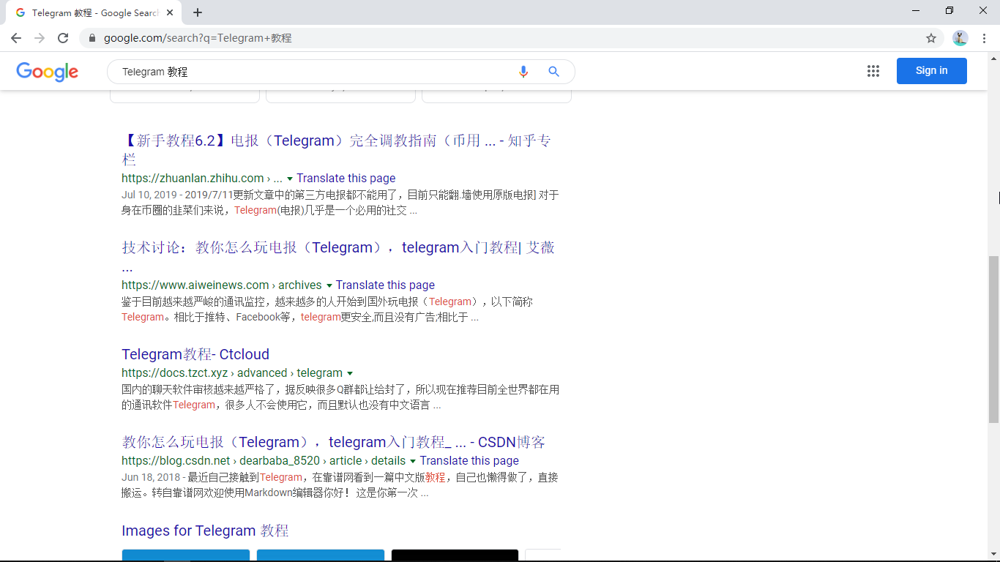 Telegram 教程 - Google Search
google.com/search?q=Telegram+教程
Google
Telegram 教程
Sign in
【新手教程6.2】电报（Telegram）完全调教指南（币用 ... - 知乎专
栏
https://zhuanlan.zhihu.com › ... Translate this page
Jul 10, 2019 - 2019/7/11更新文章中的第三方电报都不能用了，目前只能翻.墙使用原版电报] 对于
身在币圈的韭菜们来说，Telegram(电报)几乎是一个必用的社交 ...
技术讨论：教你怎么玩电报（Telegram），telegram入门教程| 艾薇
...
https://www.aiweinews.com › archives Translate this page
鉴于目前越来越严峻的通讯监控，越来越多的人开始到国外玩电报（Telegram），以下简称
Telegram。相比于推特、Facebook等，telegram更安全,而且没有广告;相比于 ...
Telegram教程- Ctcloud
https://docs.tzct.xyz › advanced › telegram
国内的聊天软件审核越来越严格了，据反映很多Q群都让给封了，所以现在推荐目前全世界都在用
的通讯软件Telegram，很多人不会使用它，而且默认也没有中文语言 ...
教你怎么玩电报（Telegram），telegram入门教程_ ... - CSDN博客
https://blog.csdn.net › dearbaba_8520 › article › details Translate this page
Jun 18, 2018 - 最近自己接触到Telegram，在靠谱网看到一篇中文版教程，自己也懒得做了，直接
搬运。转自靠谱网欢迎使用Markdown编辑器你好！ 这是你第一次 ...
Images for Telegram 教程